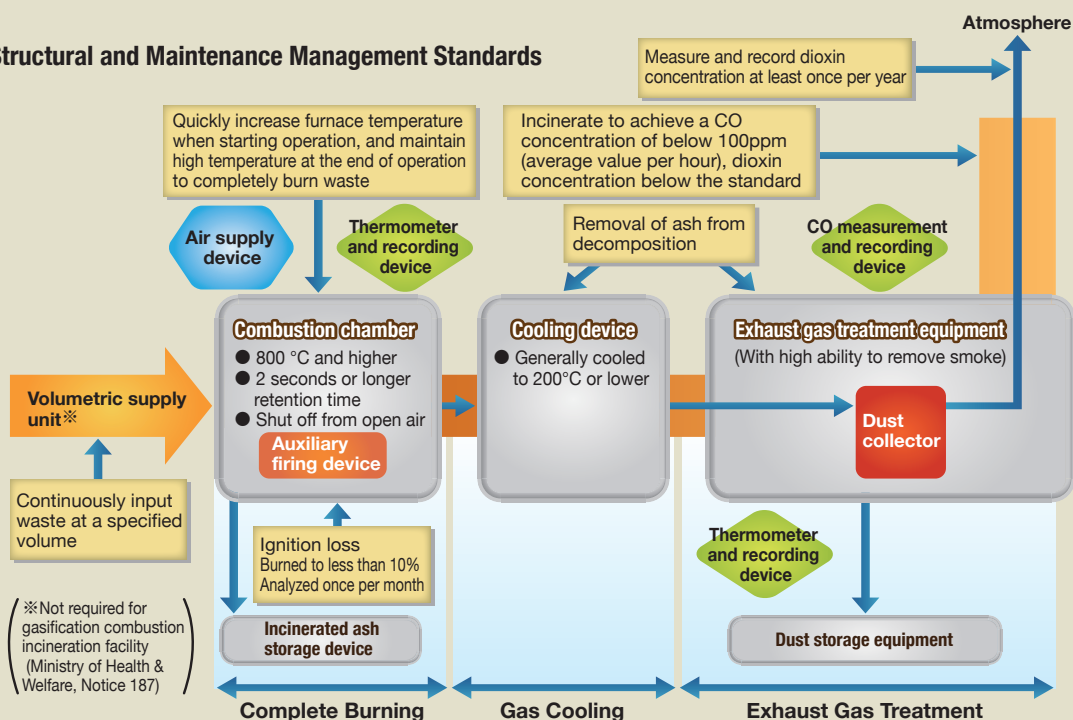 Atmosphere
Structural and Maintenance Management Standards
Measure and record dioxin
concentration at least once per year
Quickly increase furnace temperature
when starting operation, and maintain
high temperature at the end of operation
to completely burn waste
Incinerate to achieve a CO
concentration of below 100ppm
(average value per hour), dioxin
concentration below the standard
Air supply
device
Thermometer
and recording
device
Removal of ash from
decomposition
CO measurement
and recording
device
Volumetric supply
unit※
Combustion chamber
● 800 °C and higher
● 2 seconds or longer
retention time
● Shut off from open air
Auxiliary
firing device
Cooling device
● Generally cooled
to 200°C or lower
Exhaust gas treatment equipment
(With high ability to remove smoke)
Dust
collector
Continuously input
waste at a specified
volume
Ignition loss
Burned to less than 10%
Analyzed once per month
Thermometer
and recording
device
※Not required for
gasification combustion
incineration facility
(Ministry of Health &
Welfare, Notice 187)
Incinerated ash
storage device
Dust storage equipment
Complete Burning
Gas Cooling
Exhaust Gas Treatment